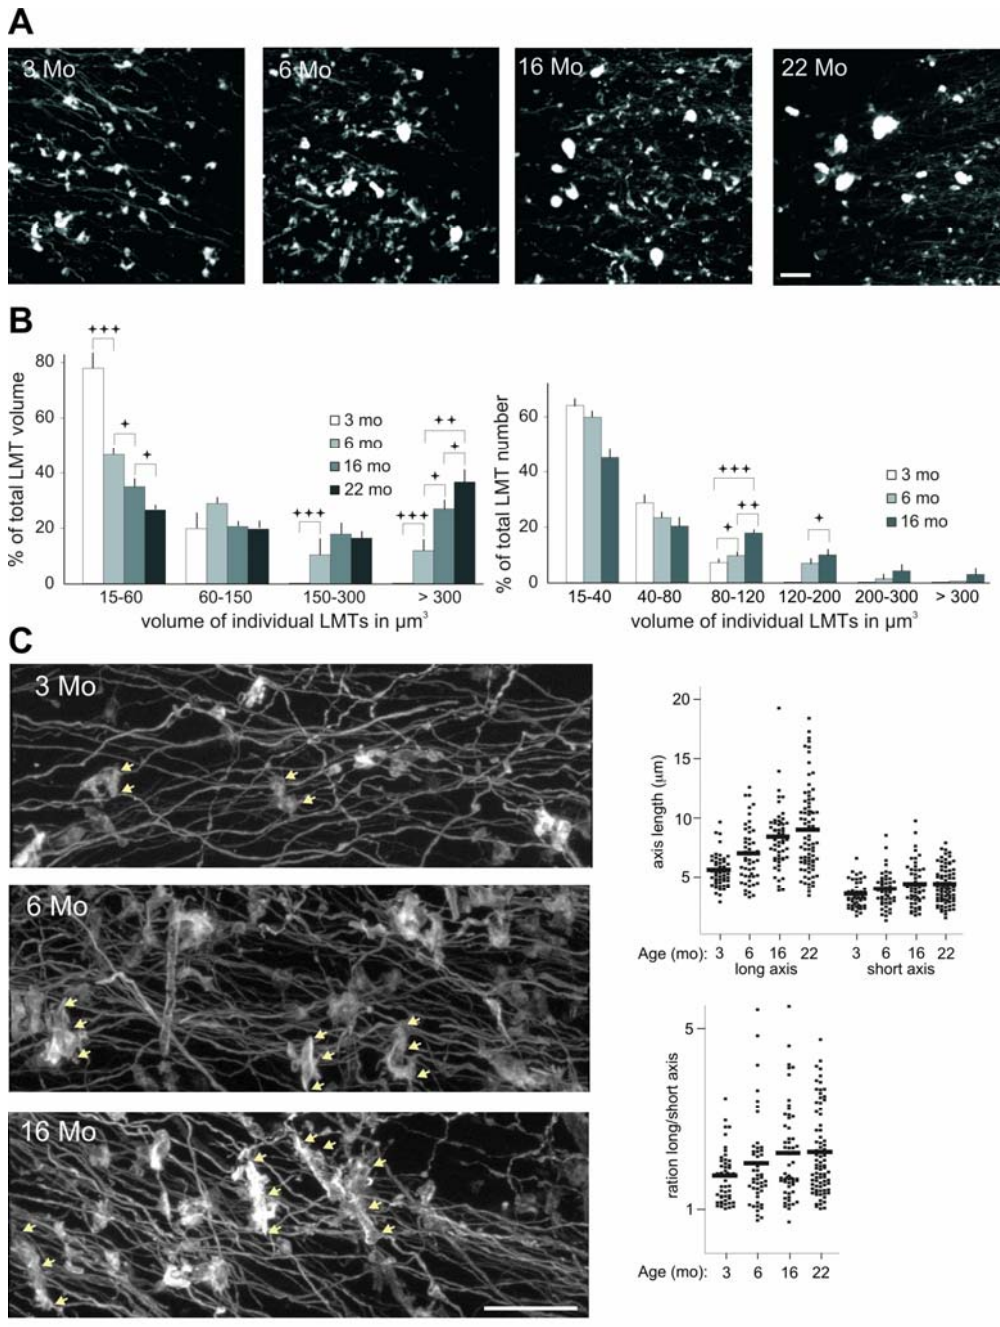 A
3 Mo
6 Mo
16 Mo
22 Mo
B
% of total LMT volume
80
60
40
20
0
✦✦✦
✦
✦
✦✦✦
✦✦✦
✦
✦
✦✦
3 mo
6 mo
16 mo
22 mo
15-60
60-150
150-300
> 300
volume of individual LMTs in µm³
% of total LMT number
60
40
20
0
✦✦✦
✦
✦✦
✦
3 mo
6 mo
16 mo
15-40
40-80
80-120
120-200
200-300
> 300
volume of individual LMTs in µm³
C
3 Mo
6 Mo
16 Mo
axis length (µm)
20
15
10
5
Age (mo): 3 6 16 22 3 6 16 22
long axis short axis
ration long/short axis
5
1
Age (mo): 3 6 16 22